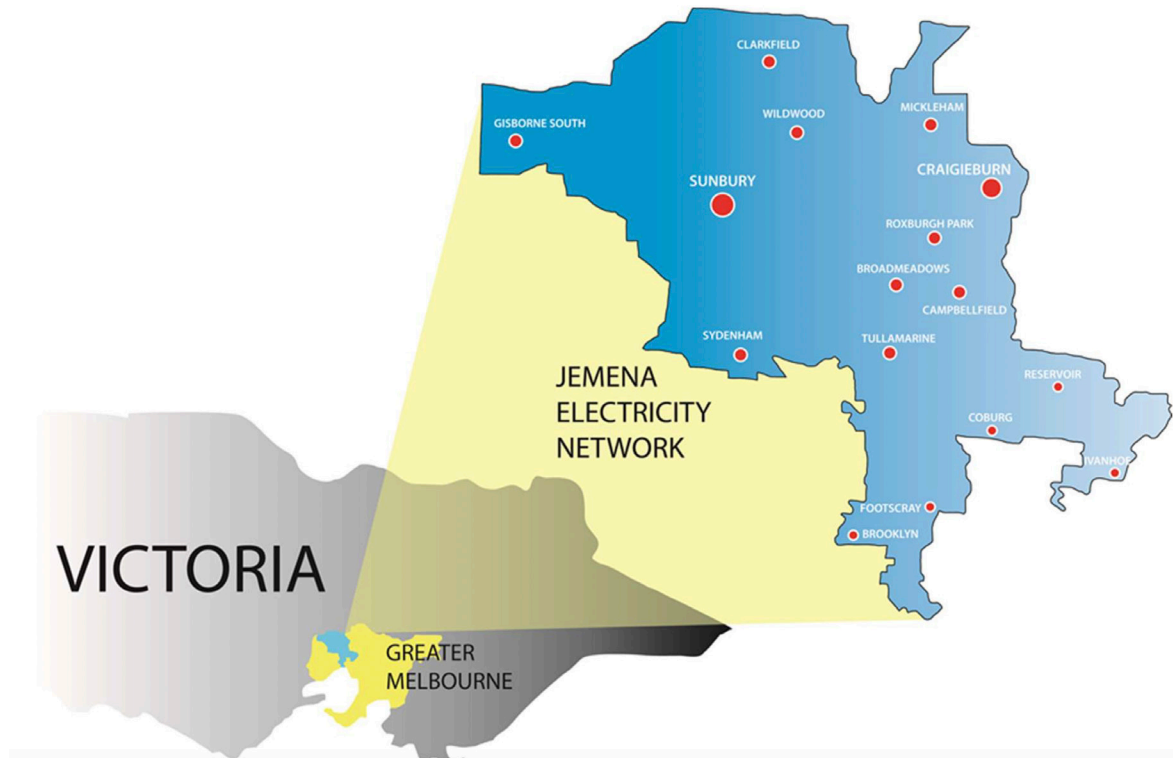 CLARKFIELD
MICKLEHAM
WILDWOOD
GISBORNE SOUTH
CRAIGIEBURN
SUNBURY
ROXBURGH PARK
BROADMEADOWS
CAMPBELLFIELD
SYDENHAM
TULLAMARINE
RESERVOIR
JEMENA
ELECTRICITY
NETWORK
COBURG
IVANHOE
FOOTSCRAY
BROOKLYN
VICTORIA
GREATER
MELBOURNE